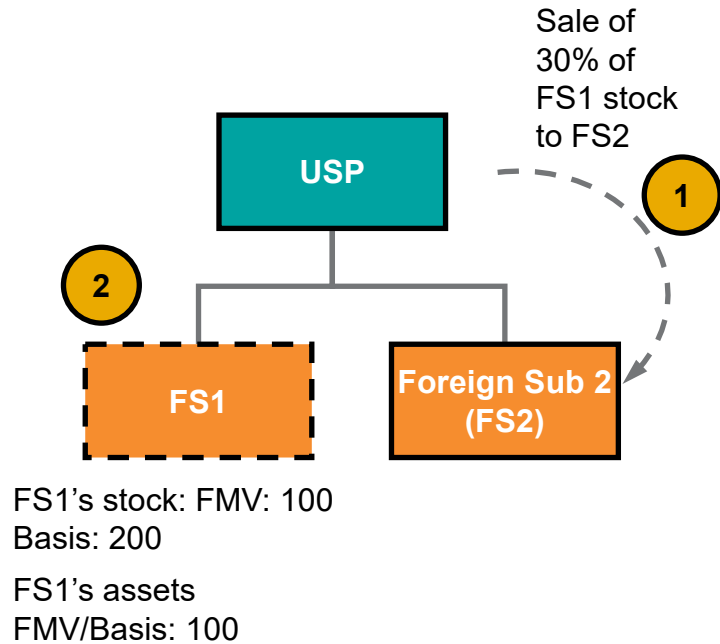 Sale of
30% of
FS1 stock
to FS2
USP
1
2
FS1
Foreign Sub 2
(FS2)
FS1’s stock: FMV: 100
Basis: 200
FS1’s assets
FMV/Basis: 100